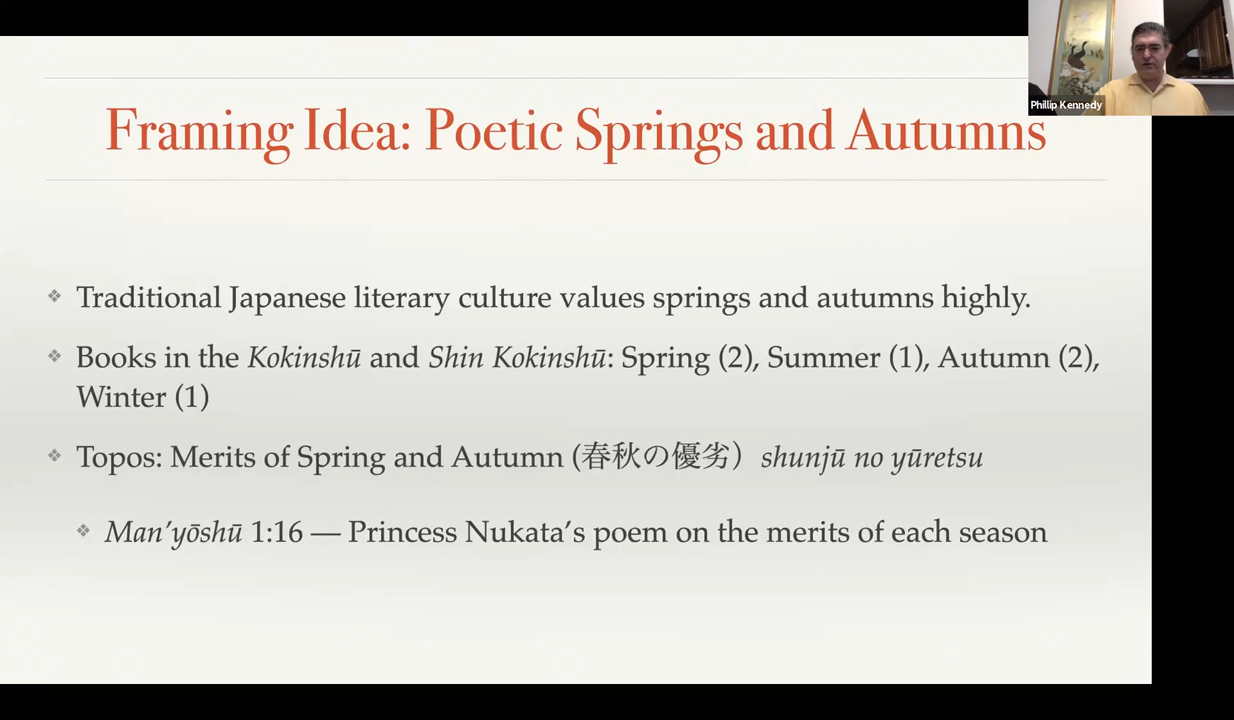 Phillip Kennedy
Framing Idea: Poetic Springs and Autumns
Traditional Japanese literary culture values springs and autumns highly.
Books in the Kokinshū and Shin Kokinshū: Spring (2), Summer (1), Autumn (2),
Winter (1)
Topos: Merits of Spring and Autumn (春秋の優劣）shunjū no yūretsu
Man’yōshū 1:16 — Princess Nukata’s poem on the merits of each season